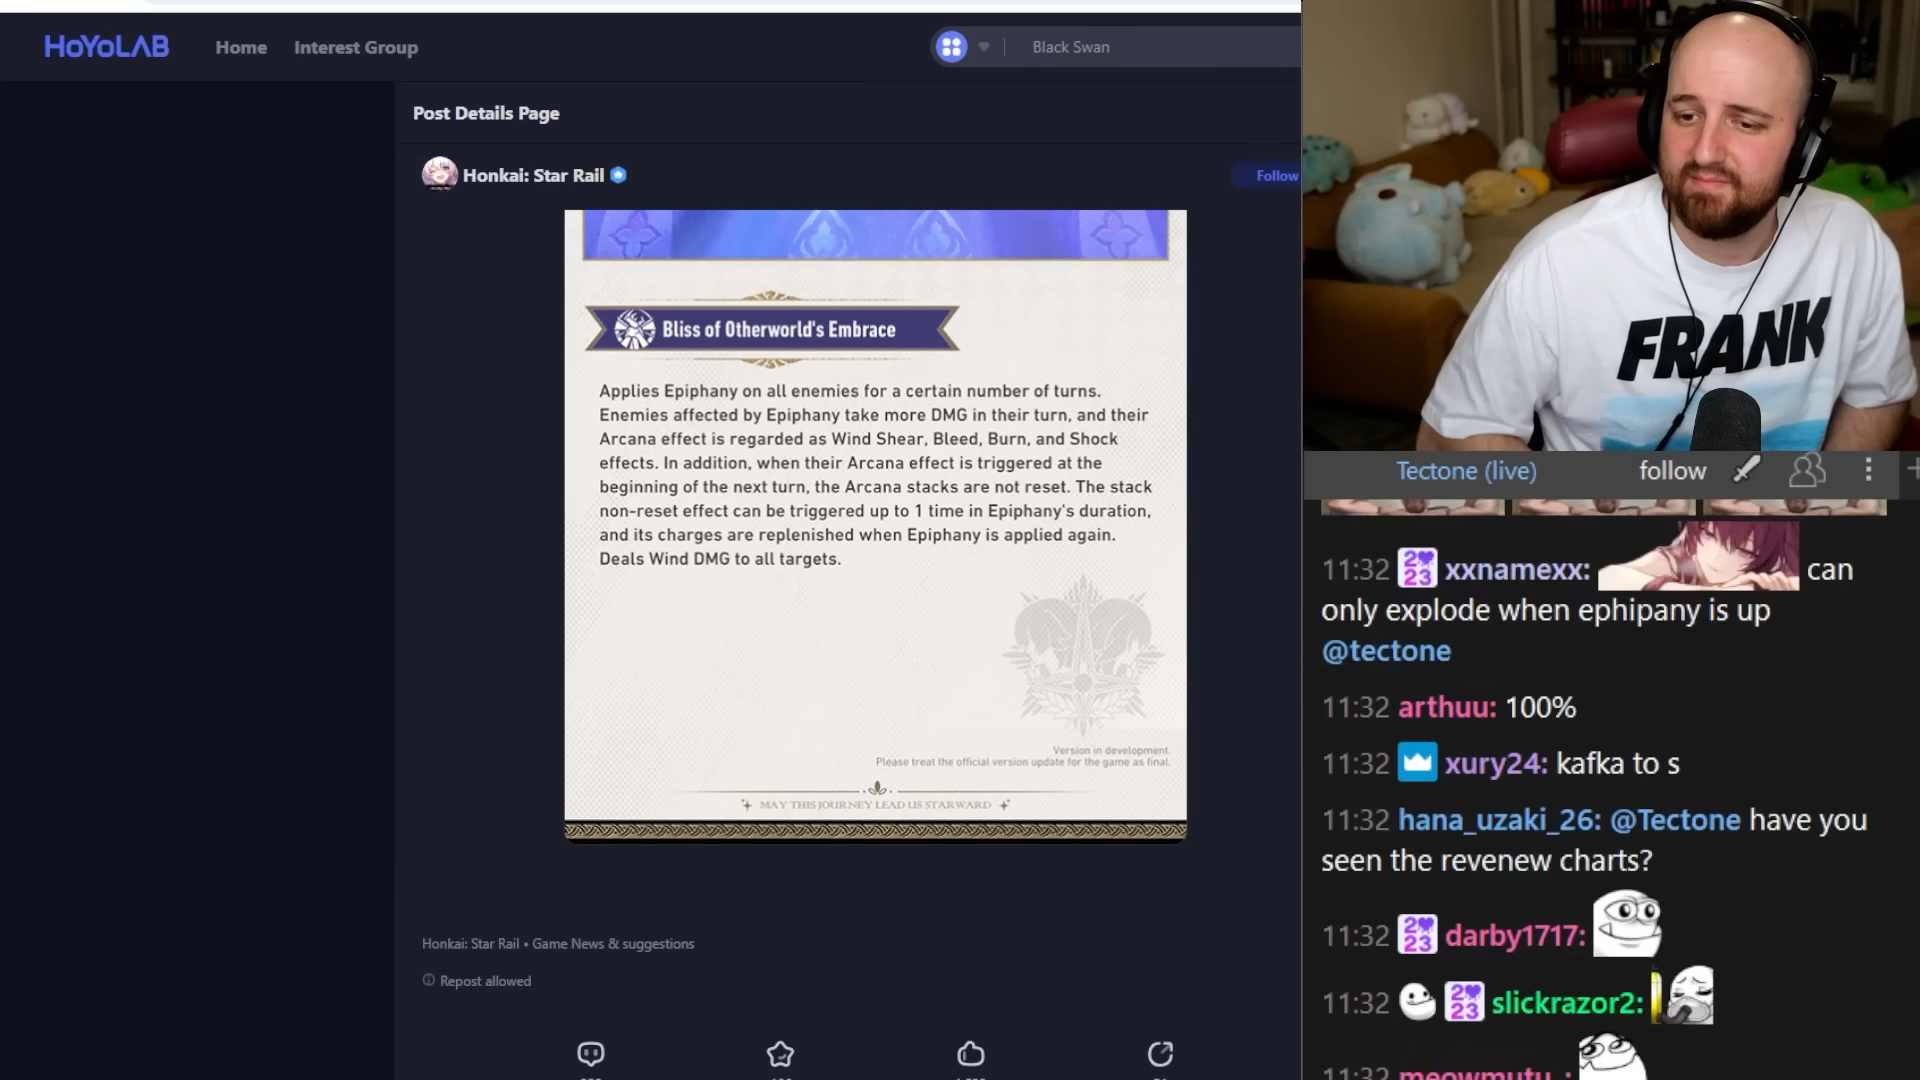 HoYoLAB
Home
Interest Group
Black Swan
Post Details Page
Honkai: Star Rail
Follow
Bliss of Otherworld's Embrace
Applies Epiphany on all enemies for a certain number of turns.
Enemies affected by Epiphany take more DMG in their turn, and their
Arcana effect is regarded as Wind Shear, Bleed, Burn, and Shock
effects. In addition, when their Arcana effect is triggered at the
beginning of the next turn, the Arcana stacks are not reset. The stack
non-reset effect can be triggered up to 1 time in Epiphany's duration,
and its charges are replenished when Epiphany is applied again.
Deals Wind DMG to all targets.
Version in development.
Please treat the official version update for the game as final.
MAY THIS JOURNEY LEAD US STARWARD
Honkai: Star Rail • Game News & suggestions
Repost allowed
FRANK
Tectone (live)
follow
11:32 2023 xxnamexx: can
only explode when ephipany is up
@tectone
11:32 arthuu: 100%
11:32 xury24: kafka to s
11:32 hana_uzaki_26: @Tectone have you
seen the revenew charts?
11:32 2023 darby1717:
11:32 2023 slickrazor2:
11:32 meowmutu_: